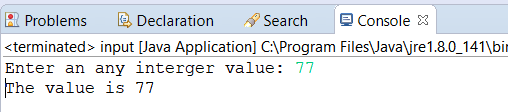 Problems Declaration Search Console
<terminated> input [Java Application] C:\Program Files\Java\jre1.8.0_141\bin
Enter an any interger value: 77
The value is 77